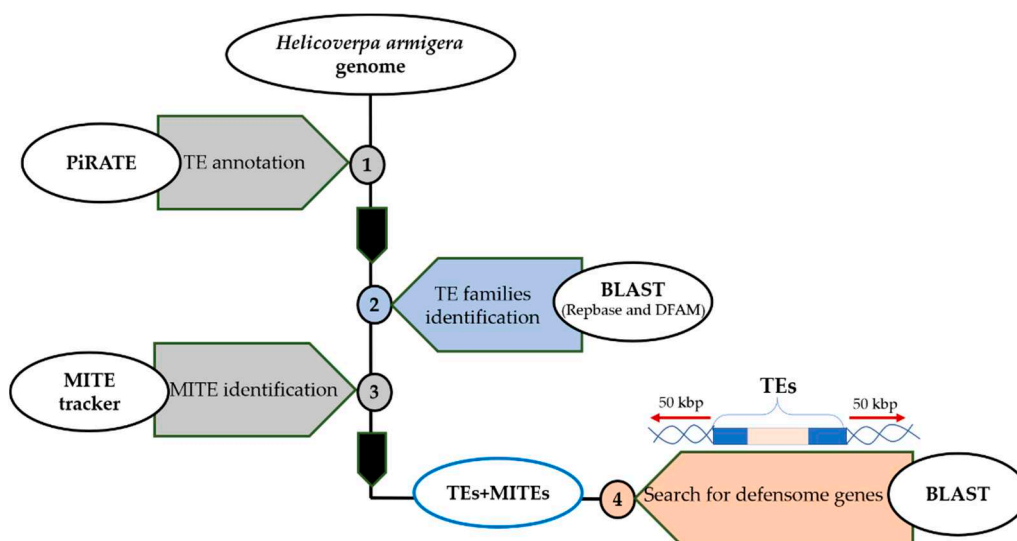 Helicoverpa armigera
genome
PiRATE
TE annotation
1
2
TE families
identification
BLAST
(Repbase and DFAM)
MITE
tracker
MITE identification
3
TEs
50 kbp
50 kbp
TEs+MITEs
4
Search for defensome genes
BLAST